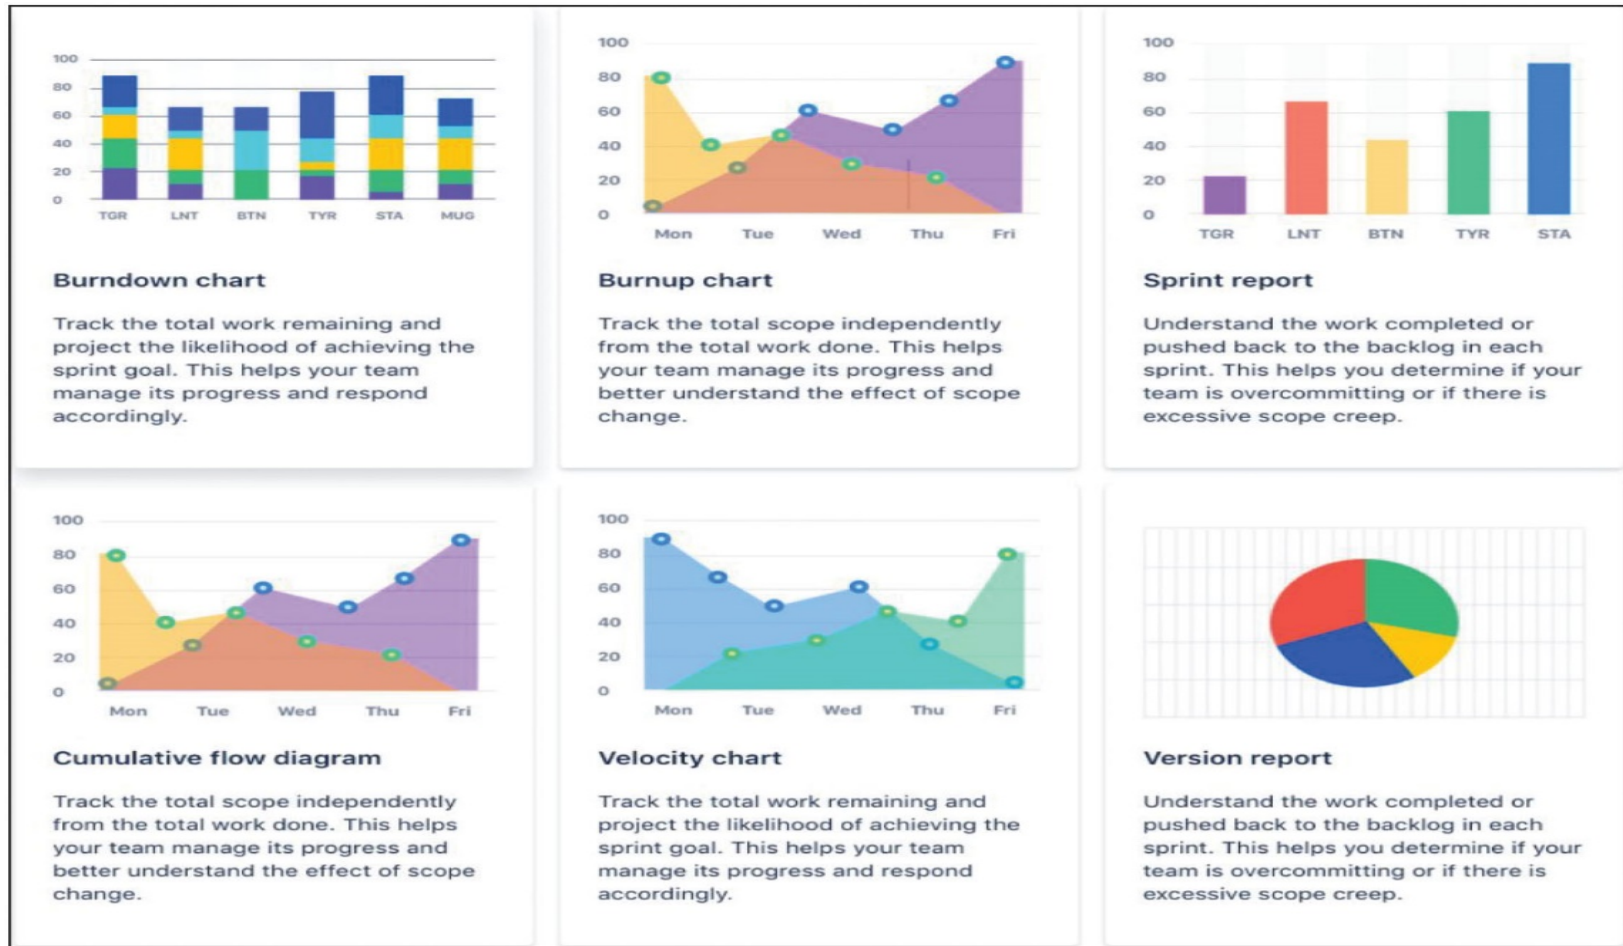 100
80
60
40
20
0
TGR LNT BTN TYR STA MUG
Burndown chart
Track the total work remaining and
project the likelihood of achieving the
sprint goal. This helps your team
manage its progress and respond
accordingly.
100
80
60
40
20
0
Mon Tue Wed Thu Fri
Burnup chart
Track the total scope independently
from the total work done. This helps
your team manage its progress and
better understand the effect of scope
change.
100
80
60
40
20
0
TGR LNT BTN TYR STA
Sprint report
Understand the work completed or
pushed back to the backlog in each
sprint. This helps you determine if your
team is overcommitting or if there is
excessive scope creep.
100
80
60
40
20
0
Mon Tue Wed Thu Fri
Cumulative flow diagram
Track the total scope independently
from the total work done. This helps
your team manage its progress and
better understand the effect of scope
change.
100
80
60
40
20
0
Mon Tue Wed Thu Fri
Velocity chart
Track the total work remaining and
project the likelihood of achieving the
sprint goal. This helps your team
manage its progress and respond
accordingly.
Version report
Understand the work completed or
pushed back to the backlog in each
sprint. This helps you determine if your
team is overcommitting or if there is
excessive scope creep.